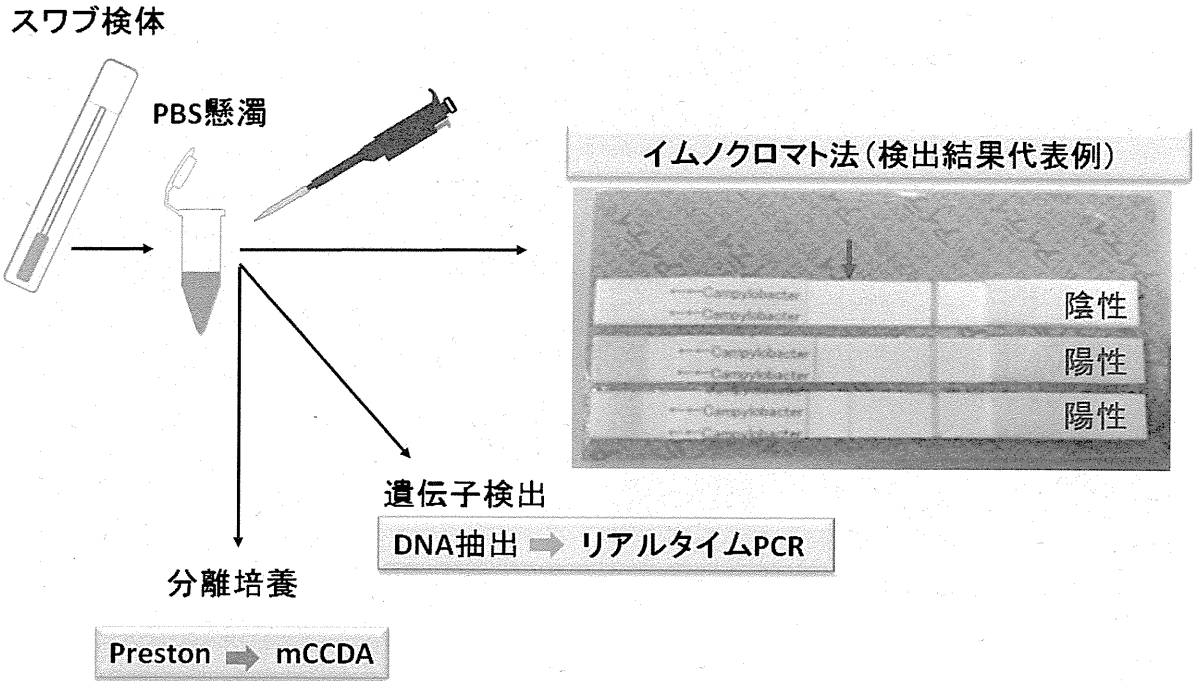 スワブ検体
PBS懸濁
イムノクロマト法(検出結果代表例)
←←Campylobacter
←←Campylobacter
陰性
←←Campylobacter
←←Campylobacter
陽性
←←Campylobacter
←←Campylobacter
陽性
遺伝子検出
DNA抽出 ➡ リアルタイムPCR
分離培養
Preston ➡ mCCDA